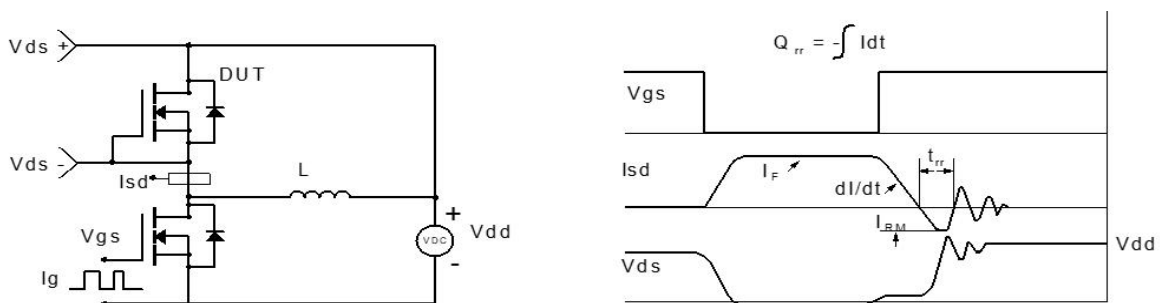 Vds +
DUT
Vds -
Isd
L
Vgs
Ig
+
VDC
-
Vdd
Q rr = - ∫ Idt
Vgs
Isd
I F
dI/dt
t rr
I RM
Vds
Vdd